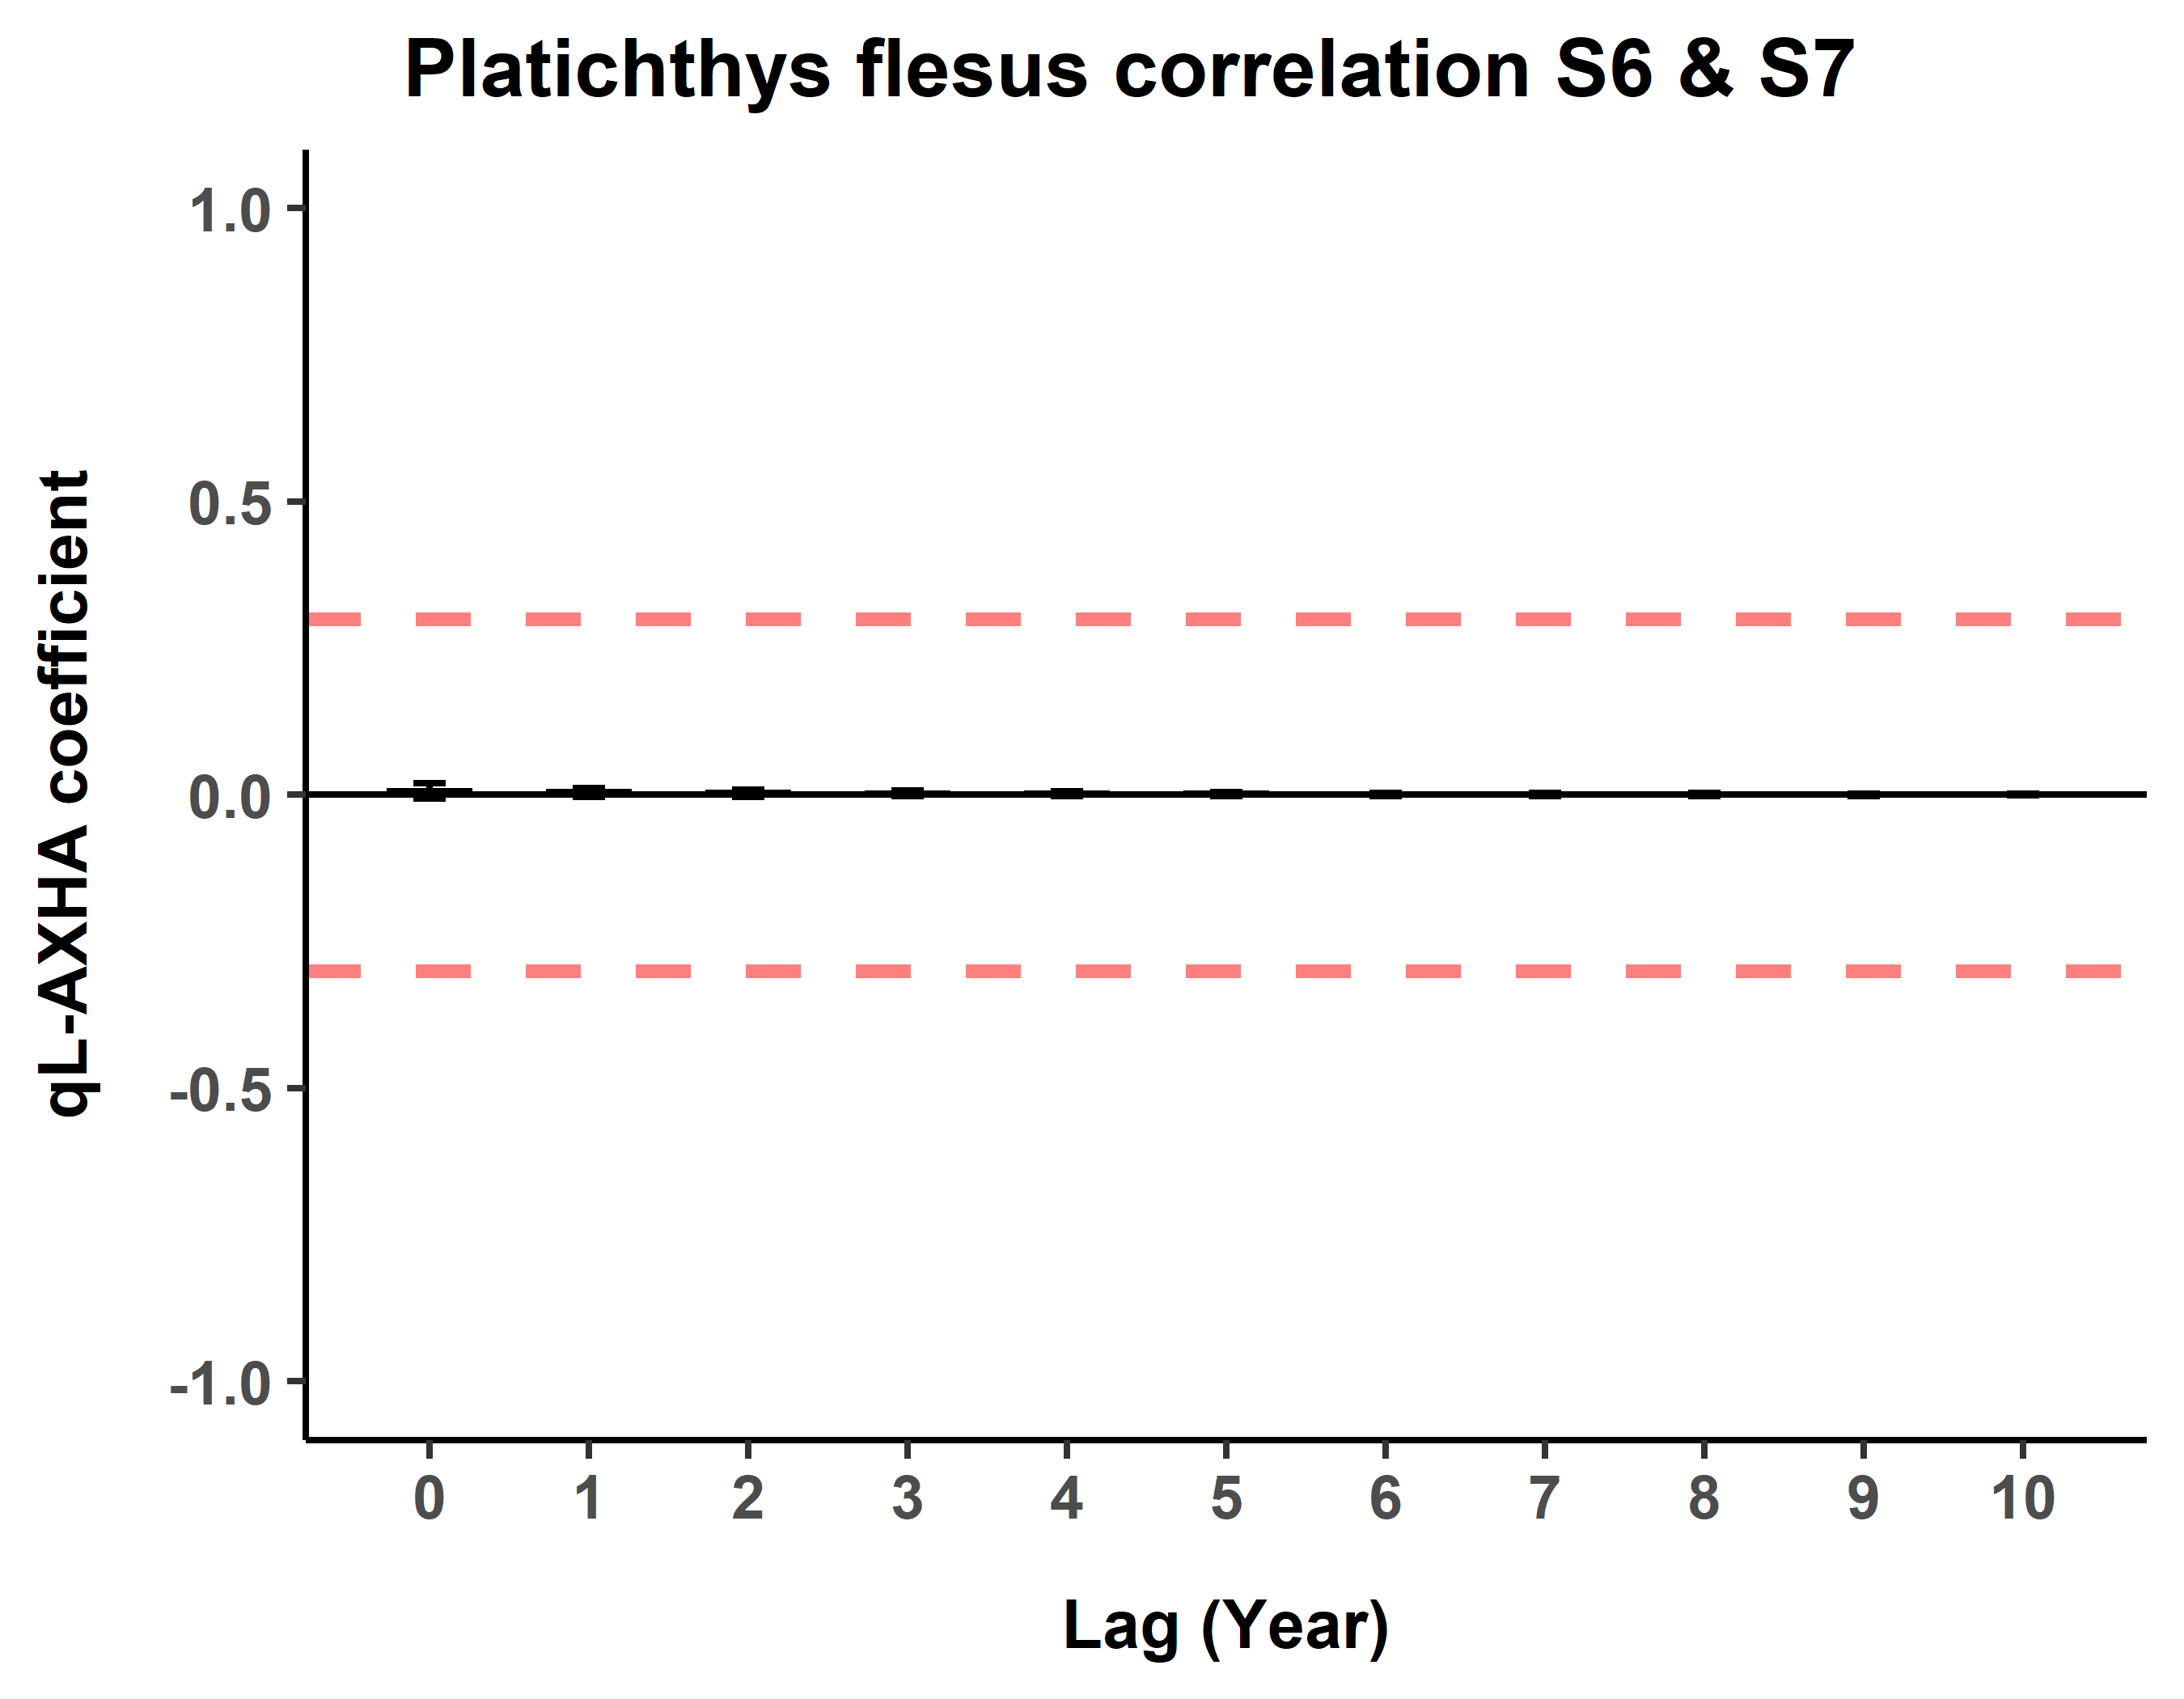 Platichthys flesus correlation S6 & S7
qL-AXHA coefficient
1.0
0.5
0.0
-0.5
-1.0
0 1 2 3 4 5 6 7 8 9 10
Lag (Year)